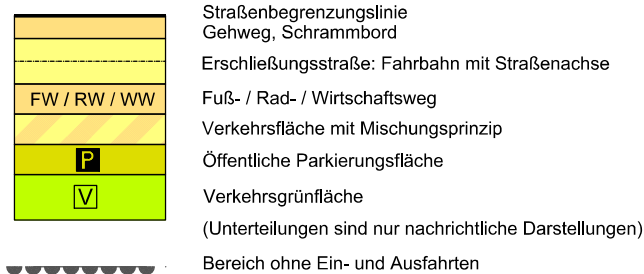 Straßenbegrenzungslinie
Gehweg, Schrammbord
Erschließungsstraße: Fahrbahn mit Straßenachse
FW / RW / WW Fuß- / Rad- / Wirtschaftsweg
Verkehrsfläche mit Mischungsprinzip
P Öffentliche Parkierungsfläche
V Verkehrsgrünfläche
(Unterteilungen sind nur nachrichtliche Darstellungen)
Bereich ohne Ein- und Ausfahrten